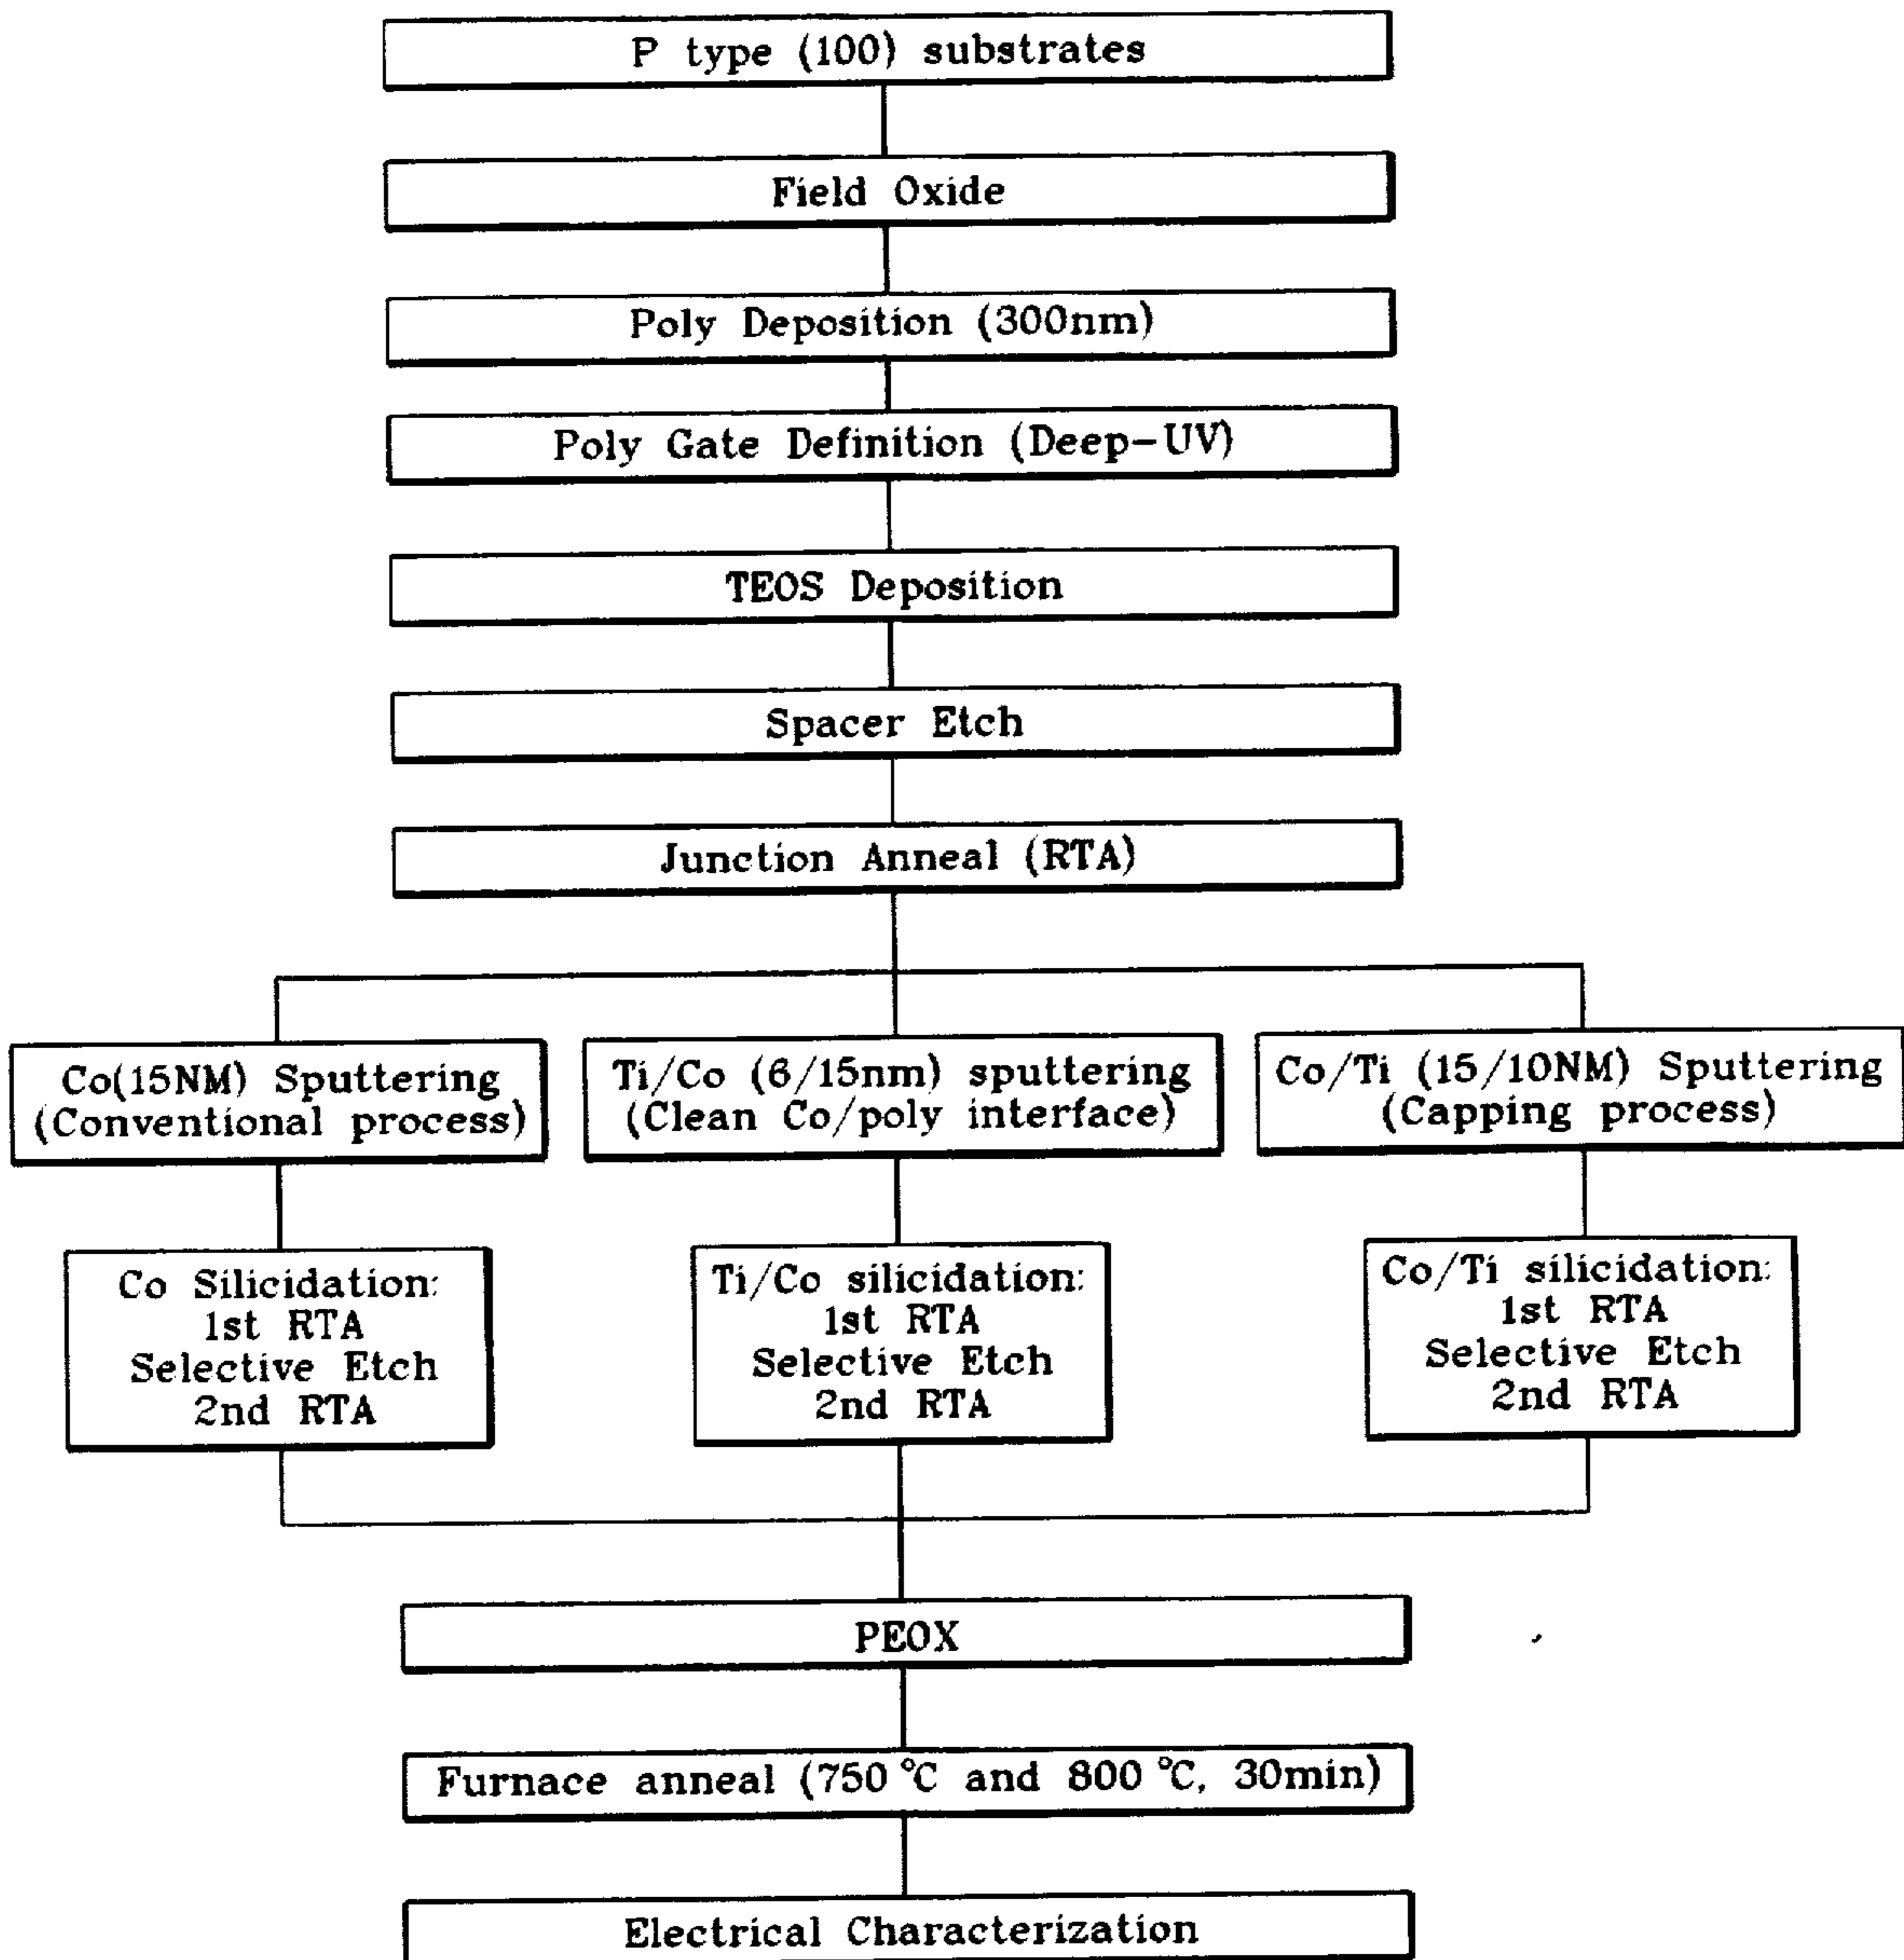 P type (100) substrates
Field Oxide
Poly Deposition (300nm)
Poly Gate Definition (Deep-UV)
TEOS Deposition
Spacer Etch
Junction Anneal (RTA)
Co(15NM) Sputtering
(Conventional process)
Ti/Co (6/15nm) sputtering
(Clean Co/poly interface)
Co/Ti (15/10NM) Sputtering
(Capping process)
Co Silicidation:
1st RTA
Selective Etch
2nd RTA
Ti/Co silicidation:
1st RTA
Selective Etch
2nd RTA
Co/Ti silicidation:
1st RTA
Selective Etch
2nd RTA
PEOX
Furnace anneal (750 °C and 800 °C, 30min)
Electrical Characterization